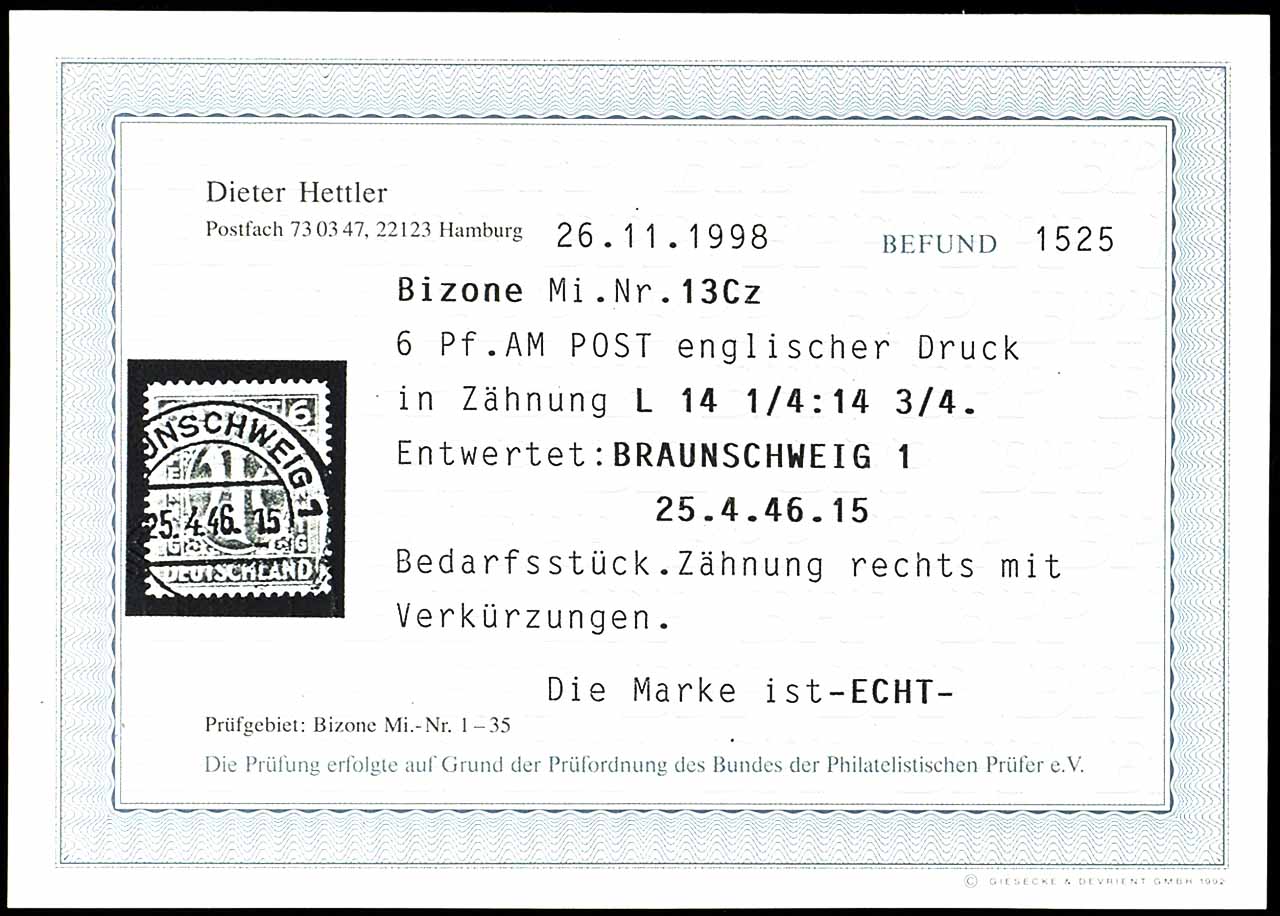 Dieter Hettler
Postfach 73 03 47, 22123 Hamburg 26.11.1998 BEFUND 1525
Bizone Mi.Nr.13Cz
6 Pf.AM POST englischer Druck
in Zähnung L 14 1/4:14 3/4.
Entwertet:BRAUNSCHWEIG 1
25.4.46.15
Bedarfsstück.Zähnung rechts mit
Verkürzungen.
6
UNSCHWEIG 1
25.4.46. 15
DEUTSCHLAND
Die Marke ist-ECHT-
Prüfgebiet: Bizone Mi.-Nr. 1–35
Die Prüfung erfolgte auf Grund der Prüfordnung des Bundes der Philatelistischen Prüfer e.V.
© GIESECKE & DEVRIENT GMBH 1992